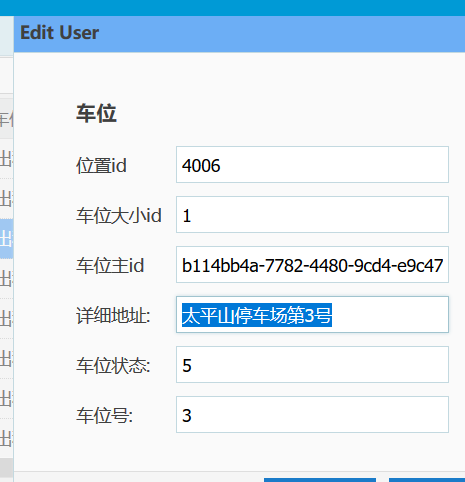 Edit User
车位
位置id 4006
车位大小id 1
车位主id b114bb4a-7782-4480-9cd4-e9c47
详细地址: 太平山停车场第3号
车位状态: 5
车位号: 3